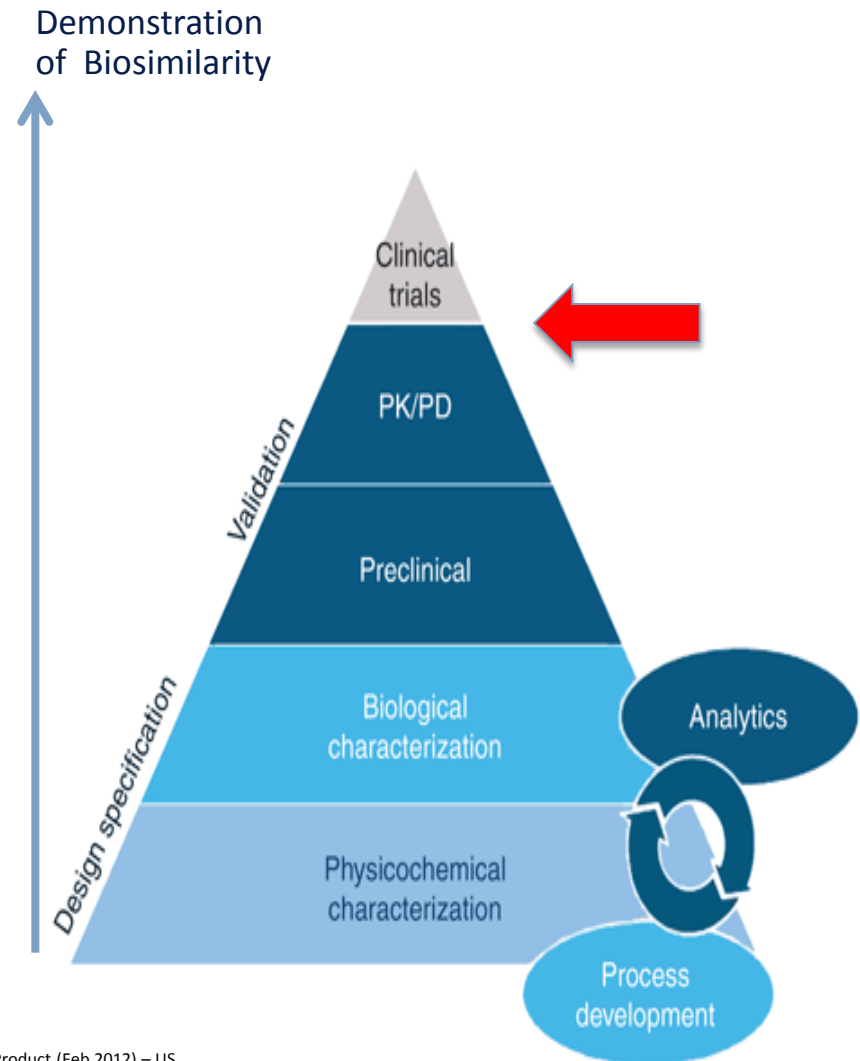 Demonstration
of Biosimilarity
Clinical
trials
PK/PD
Validation
Preclinical
Biological
characterization
Analytics
Design specification
Physicochemical
characterization
Process
development
Product (Feb 2012) – US